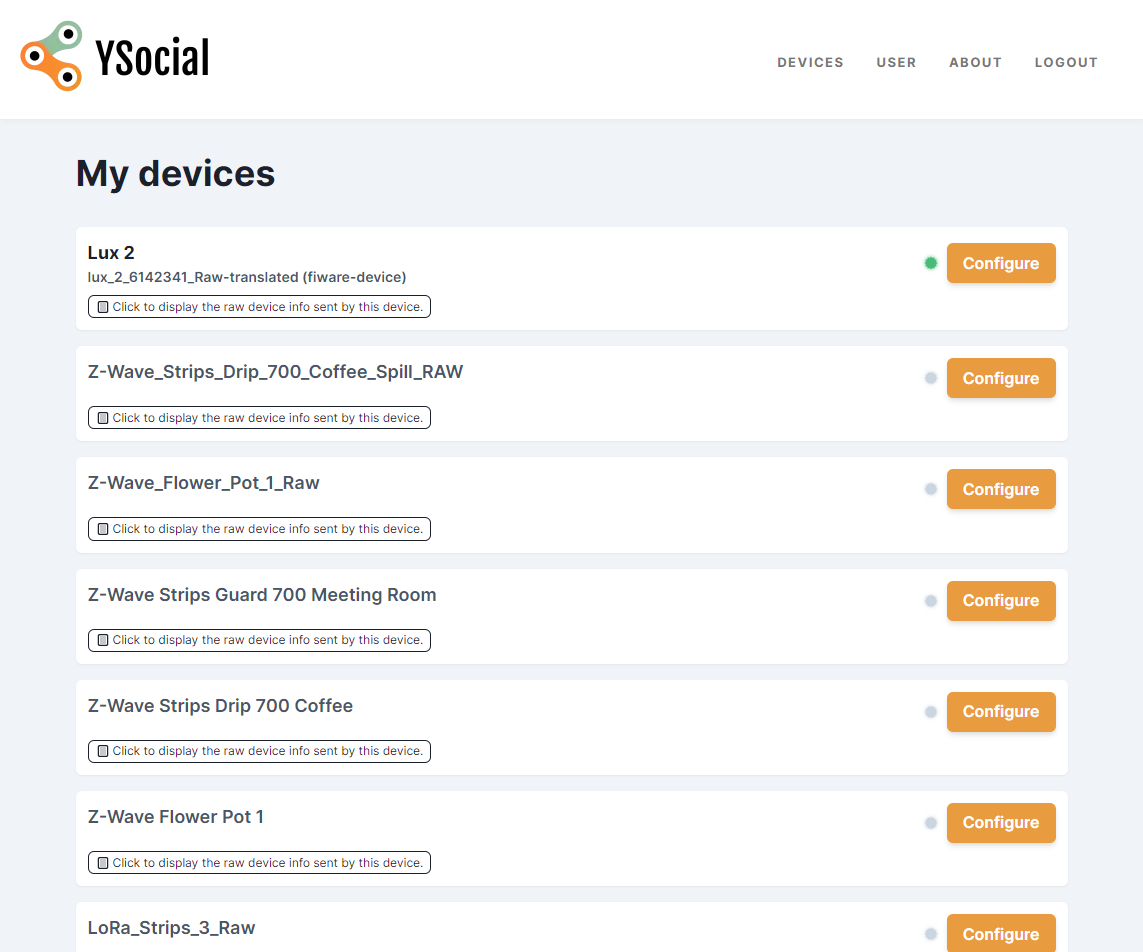 YSocial
DEVICES USER ABOUT LOGOUT
My devices
Lux 2
lux_2_6142341_Raw-translated (fiware-device)
Configure
Click to display the raw device info sent by this device.
Z-Wave_Strips_Drip_700_Coffee_Spill_RAW
Configure
Click to display the raw device info sent by this device.
Z-Wave_Flower_Pot_1_Raw
Configure
Click to display the raw device info sent by this device.
Z-Wave Strips Guard 700 Meeting Room
Configure
Click to display the raw device info sent by this device.
Z-Wave Strips Drip 700 Coffee
Configure
Click to display the raw device info sent by this device.
Z-Wave Flower Pot 1
Configure
Click to display the raw device info sent by this device.
LoRa_Strips_3_Raw
Configure